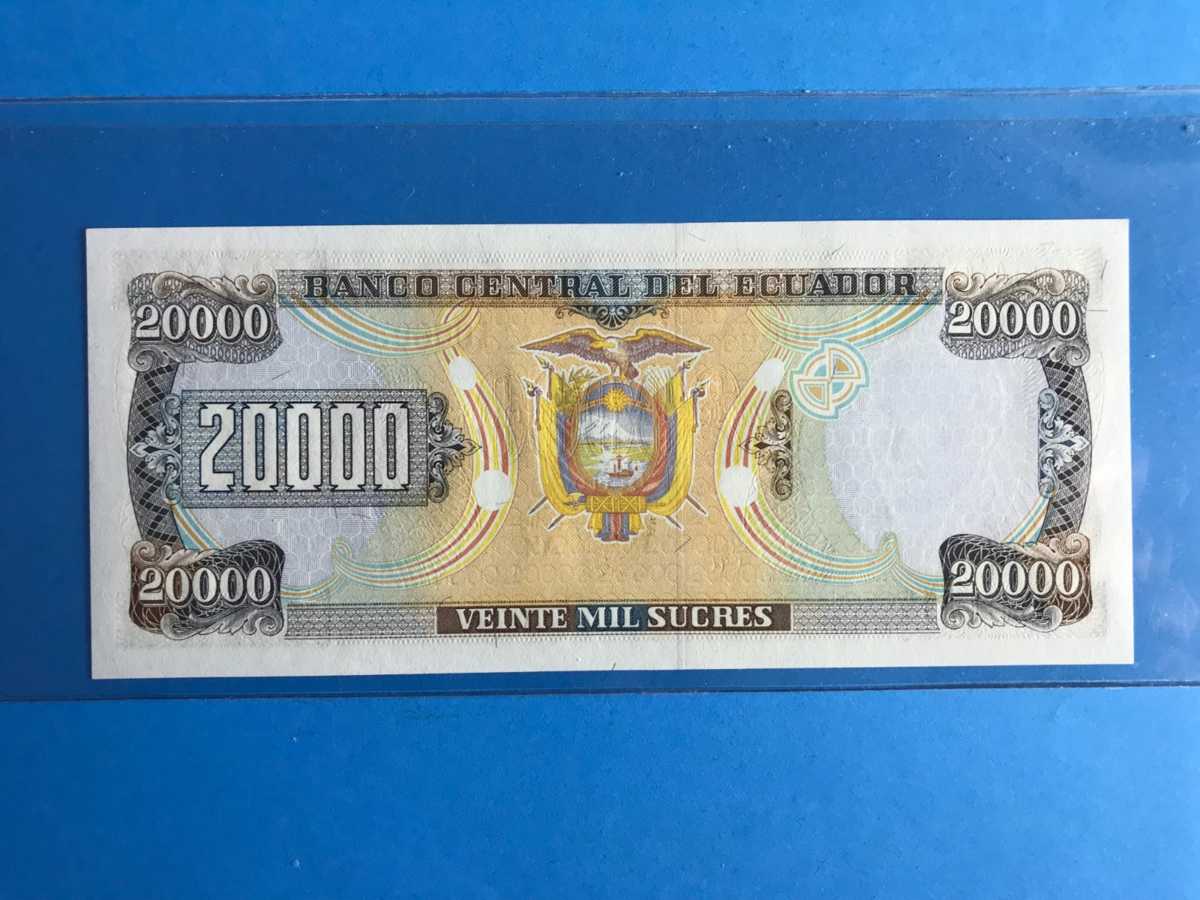 BANCO CENTRAL DEL ECUADOR
20000
20000
20000
20000
20000
VEINTE MIL SUCRES